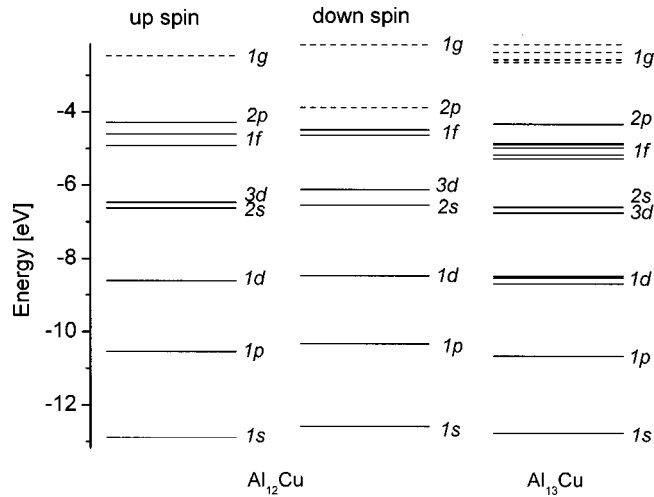 up spin
down spin
1g
2p
1f
3d
2s
1d
1p
1s
1g
2p
1f
3d
2s
1d
1p
1s
1g
2p
1f
2s
3d
1d
1p
1s
-4
-6
-8
-10
-12
Energy [eV]
Al12Cu
Al13Cu